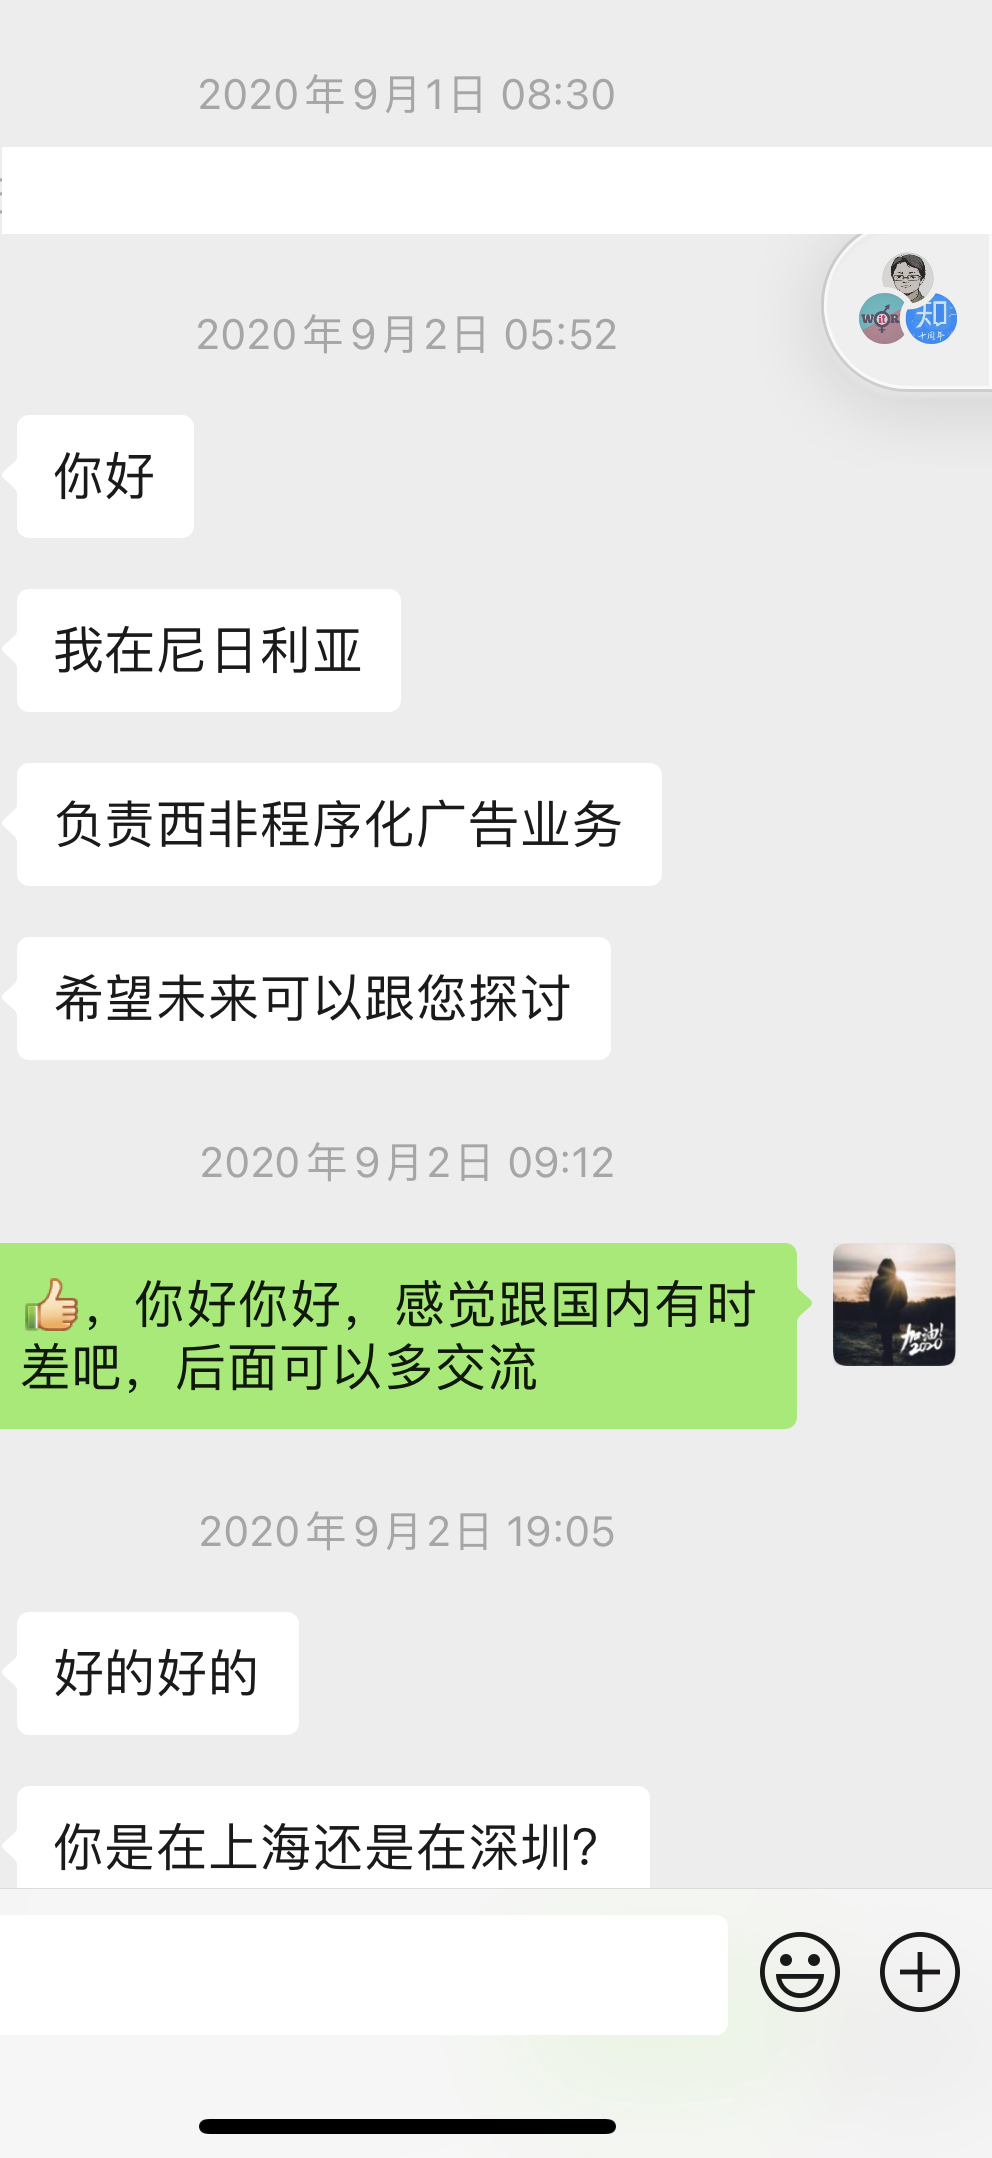 2020年9月1日 08:30
WitR
知
十周年
2020年9月2日 05:52
你好
我在尼日利亚
负责西非程序化广告业务
希望未来可以跟您探讨
2020年9月2日 09:12
👍，你好你好，感觉跟国内有时
差吧，后面可以多交流
加油!
2020
2020年9月2日 19:05
好的好的
你是在上海还是在深圳?